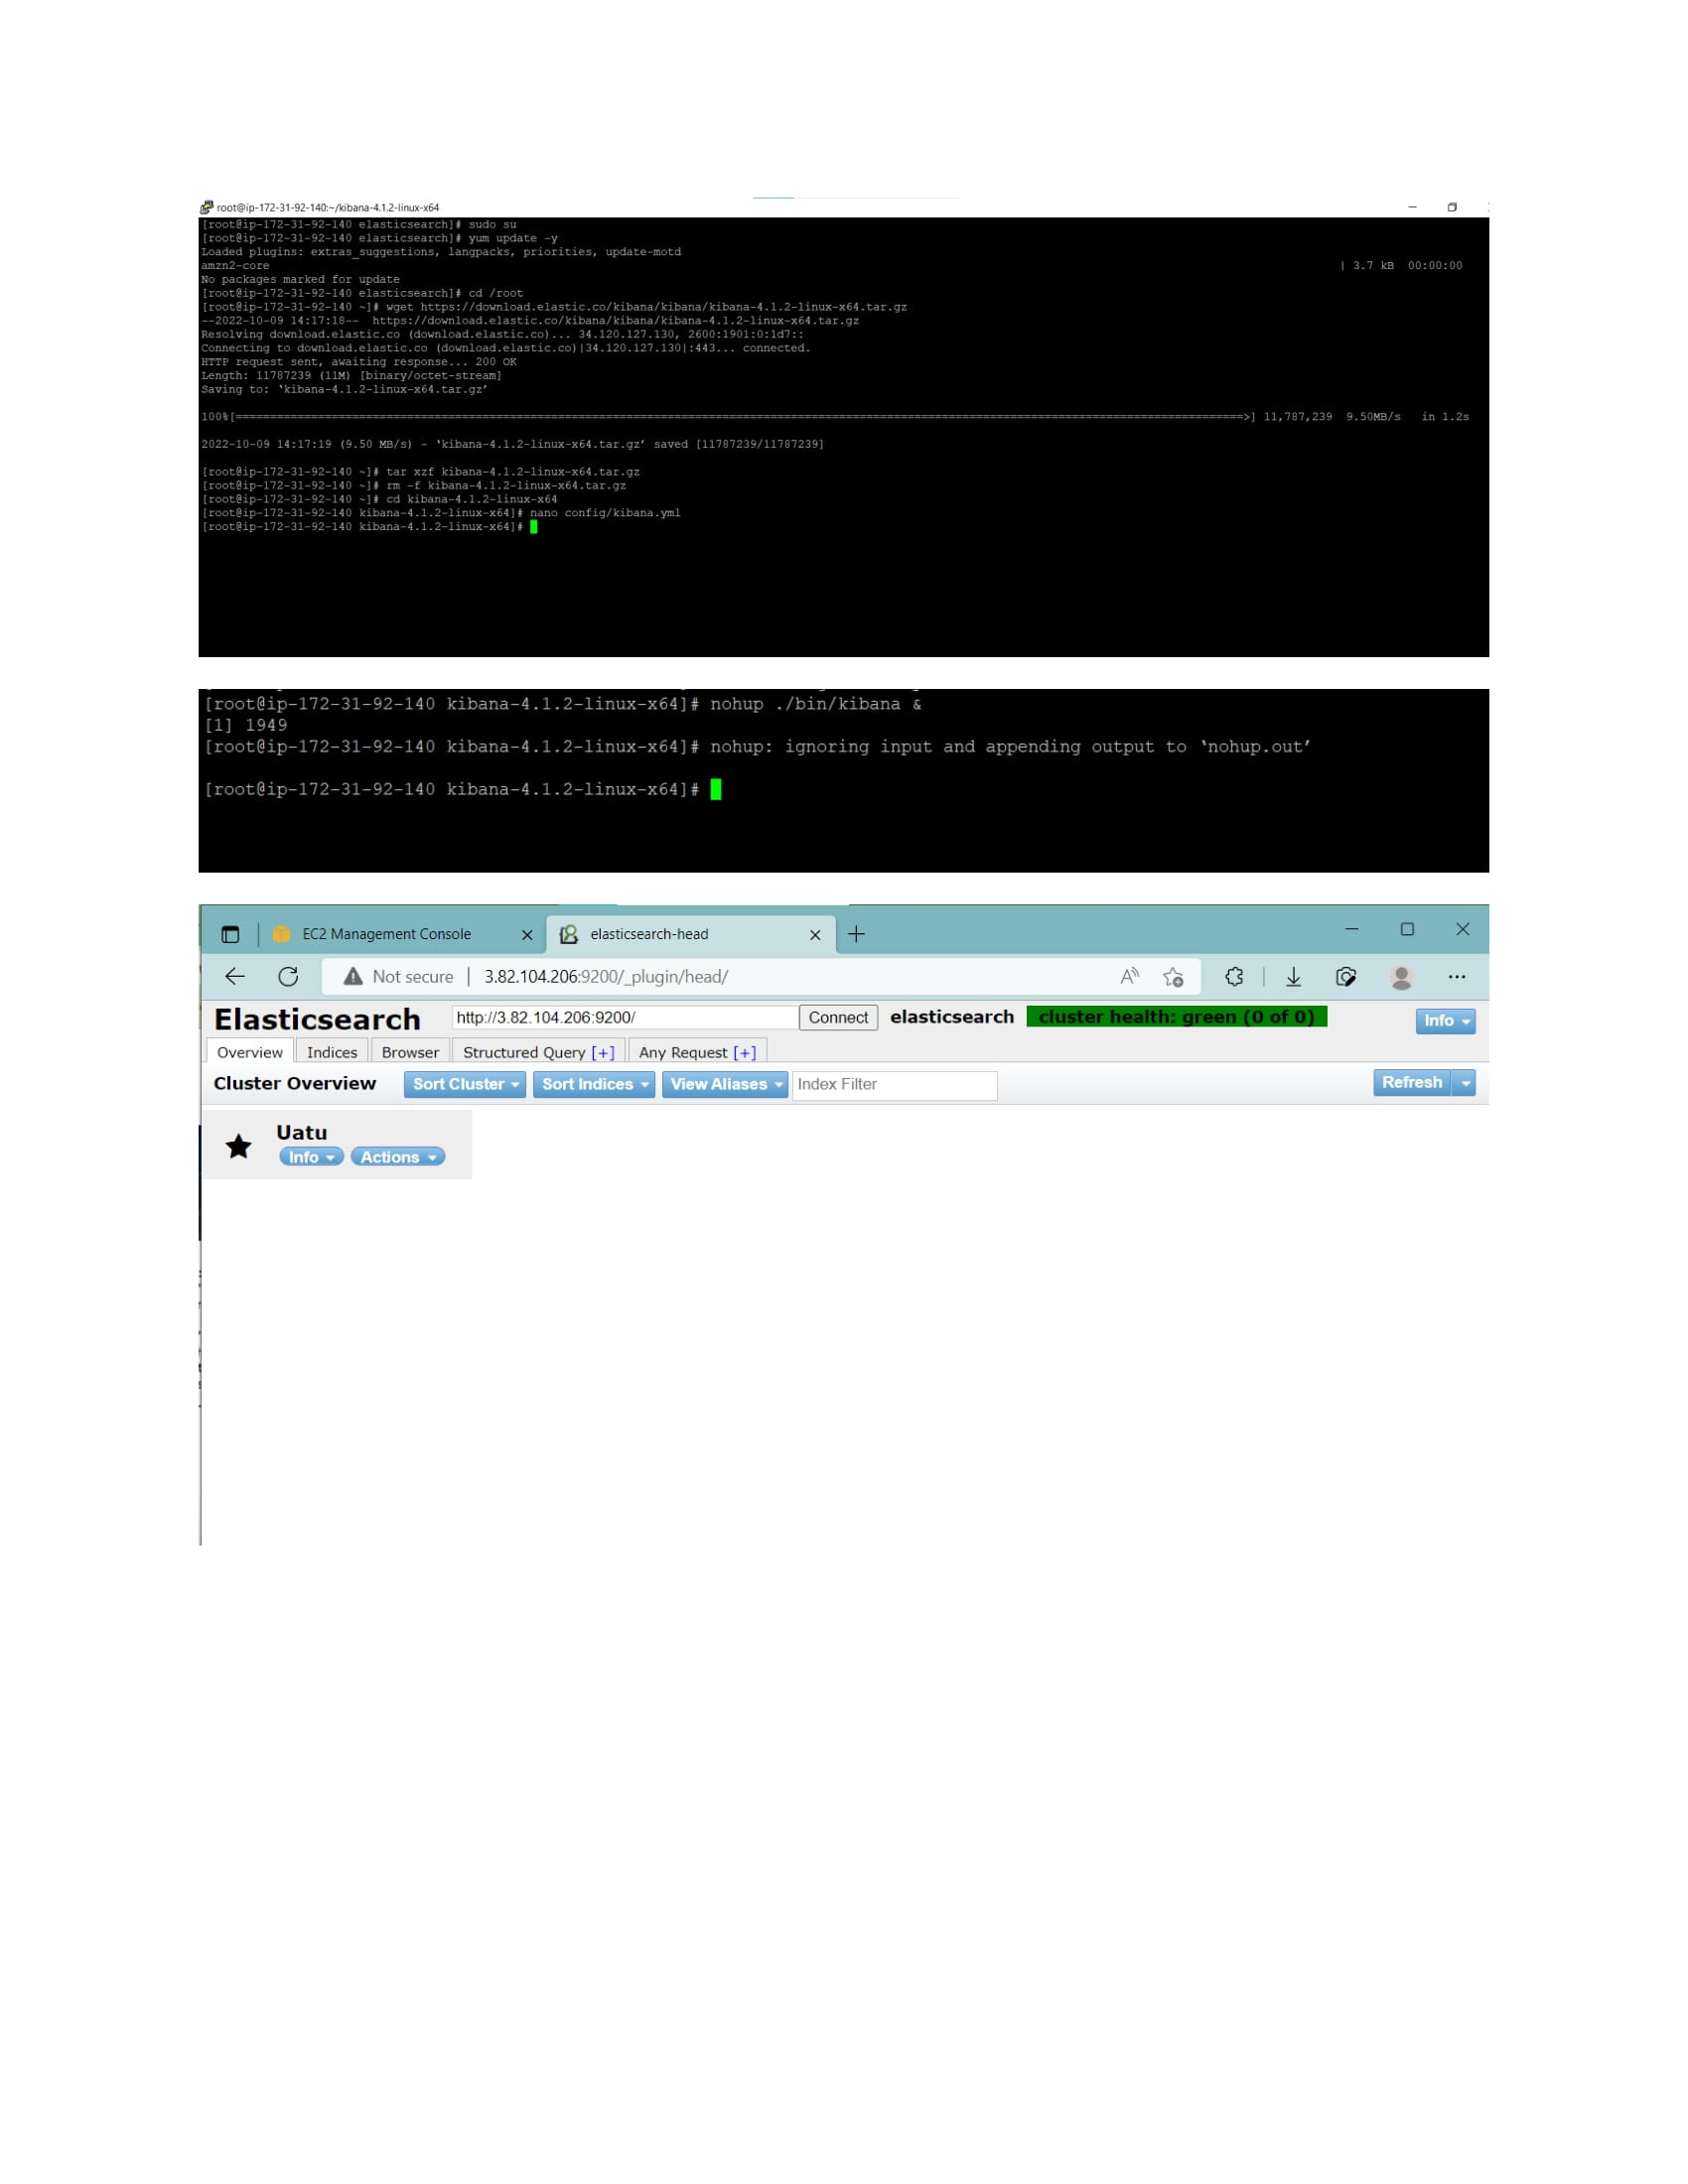 root@ip-172-31-92-140:~/kibana-4.1.2-linux-x64
[root@ip-172-31-92-140 elasticsearch]# sudo su
[root@ip-172-31-92-140 elasticsearch]# yum update -y
Loaded plugins: extras_suggestions, langpacks, priorities, update-motd
amzn2-core | 3.7 kB 00:00:00
No packages marked for update
[root@ip-172-31-92-140 elasticsearch]# cd /root
[root@ip-172-31-92-140 ~]# wget https://download.elastic.co/kibana/kibana/kibana-4.1.2-linux-x64.tar.gz
--2022-10-09 14:17:18-- https://download.elastic.co/kibana/kibana/kibana-4.1.2-linux-x64.tar.gz
Resolving download.elastic.co (download.elastic.co)... 34.120.127.130, 2600:1901:0:1d7::
Connecting to download.elastic.co (download.elastic.co)|34.120.127.130|:443... connected.
HTTP request sent, awaiting response... 200 OK
Length: 11787239 (11M) [binary/octet-stream]
Saving to: ‘kibana-4.1.2-linux-x64.tar.gz’
100%[======================================>] 11,787,239 9.50MB/s in 1.2s
2022-10-09 14:17:19 (9.50 MB/s) - ‘kibana-4.1.2-linux-x64.tar.gz’ saved [11787239/11787239]
[root@ip-172-31-92-140 ~]# tar xzf kibana-4.1.2-linux-x64.tar.gz
[root@ip-172-31-92-140 ~]# rm -f kibana-4.1.2-linux-x64.tar.gz
[root@ip-172-31-92-140 ~]# cd kibana-4.1.2-linux-x64
[root@ip-172-31-92-140 kibana-4.1.2-linux-x64]# nano config/kibana.yml
[root@ip-172-31-92-140 kibana-4.1.2-linux-x64]#
[root@ip-172-31-92-140 kibana-4.1.2-linux-x64]# nohup ./bin/kibana &
[1] 1949
[root@ip-172-31-92-140 kibana-4.1.2-linux-x64]# nohup: ignoring input and appending output to ‘nohup.out’
[root@ip-172-31-92-140 kibana-4.1.2-linux-x64]#
EC2 Management Console elasticsearch-head
Not secure | 3.82.104.206:9200/_plugin/head/
Elasticsearch http://3.82.104.206:9200/ Connect elasticsearch cluster health: green (0 of 0) Info
Overview Indices Browser Structured Query [+] Any Request [+]
Cluster Overview Sort Cluster Sort Indices View Aliases Index Filter Refresh
Uatu
Info Actions